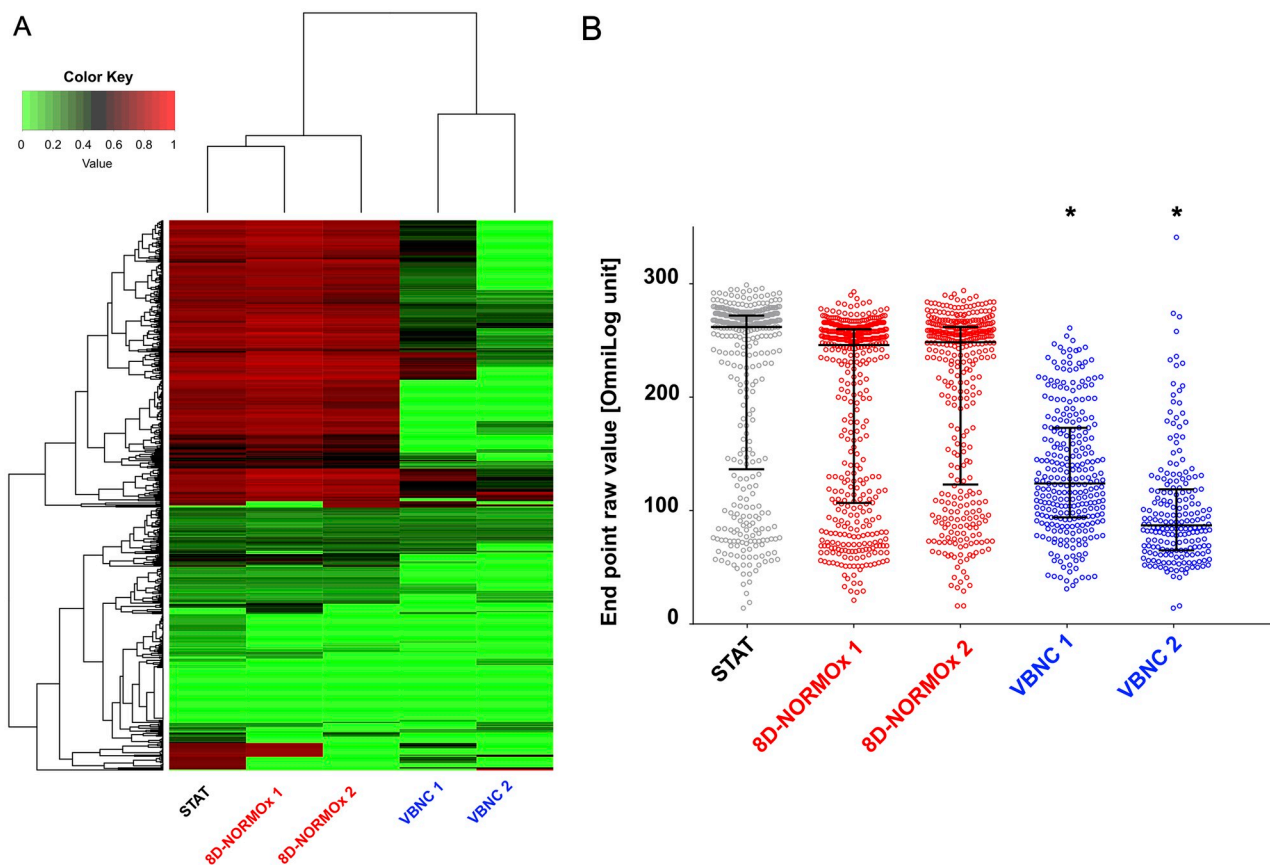 A
Color Key
0 0.2 0.4 0.6 0.8 1
Value
STAT
8D-NORMOx 1
8D-NORMOx 2
VBNC 1
VBNC 2
B
* *
End point raw value [OmniLog unit]
300
200
100
0
STAT
8D-NORMOx 1
8D-NORMOx 2
VBNC 1
VBNC 2